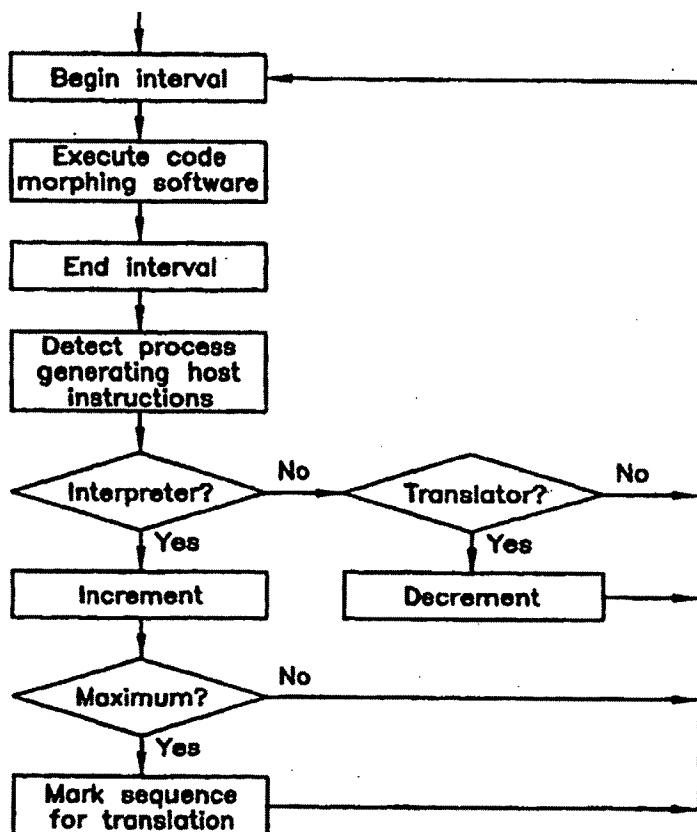 Begin interval
Execute code
morphing software
End interval
Detect process
generating host
instructions
Interpreter?
No
Translator?
No
Yes
Yes
Increment
Decrement
Maximum?
No
Yes
Mark sequence
for translation